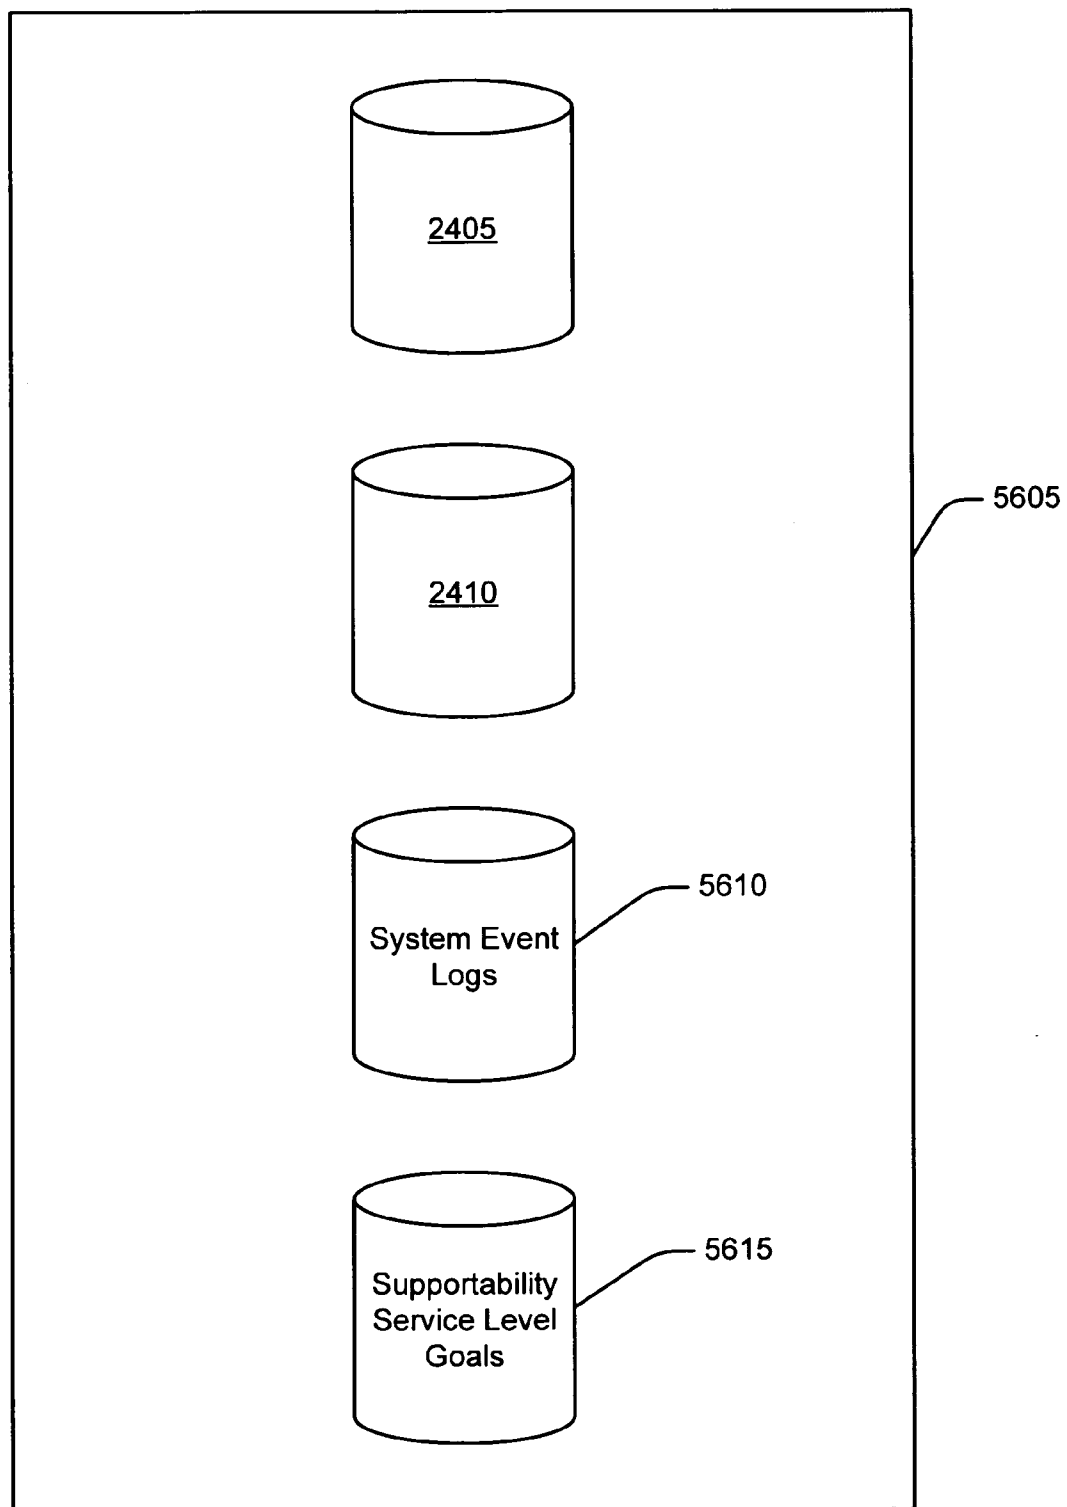 2405
2410
5605
5610
System Event
Logs
5615
Supportability
Service Level
Goals